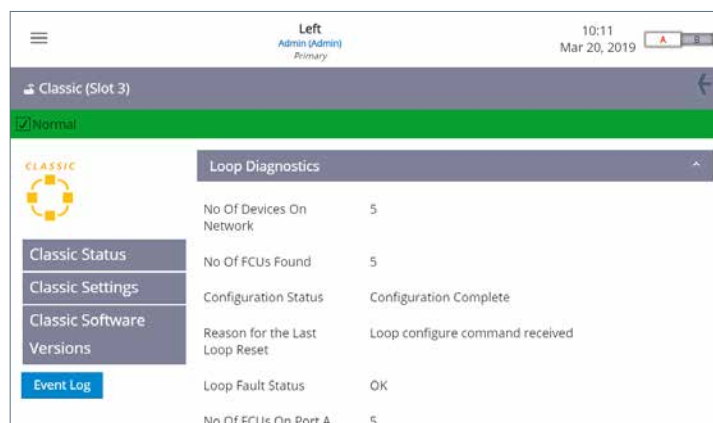 Left
Admin (Admin)
Primary
10:11
Mar 20, 2019
A
B
Classic (Slot 3)
Normal
CLASSIC
Classic Status
Classic Settings
Classic Software
Versions
Event Log
Loop Diagnostics
No Of Devices On
Network
5
No Of FCUs Found
5
Configuration Status
Configuration Complete
Reason for the Last
Loop Reset
Loop configure command received
Loop Fault Status
OK
No Of FCUs On Port A
5